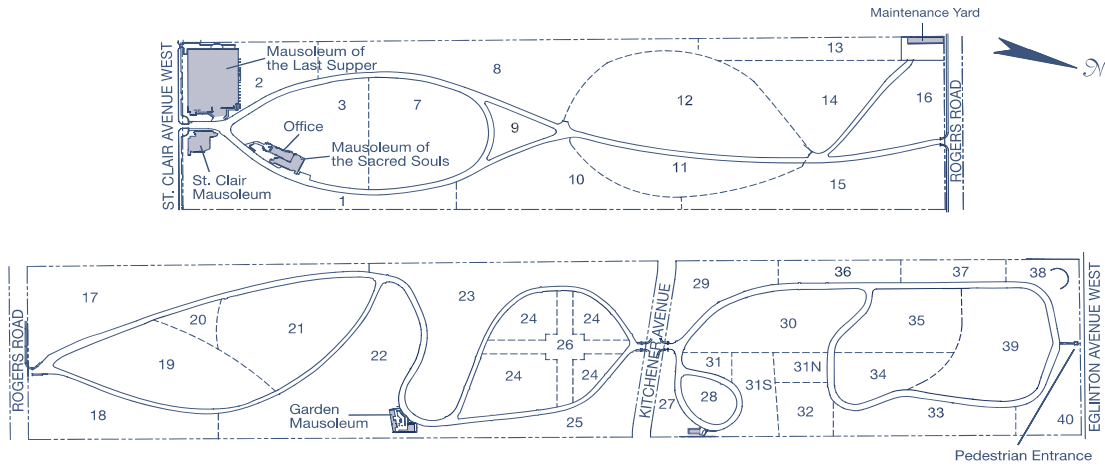 Maintenance Yard
N
ST. CLAIR AVENUE WEST
Mausoleum of
the Last Supper
2
8
13
3
7
12
14
16
9
Office
Mausoleum of
the Sacred Souls
ROGERS ROAD
St. Clair
Mausoleum
10
11
15
1
ROGERS ROAD
17
23
KITCHENER AVENUE
29
36
37
38
EGLINTON AVENUE WEST
20
21
24
24
30
35
26
39
19
22
31
31N
24
24
31S
34
28
27
18
Garden
Mausoleum
25
32
33
40
Pedestrian Entrance